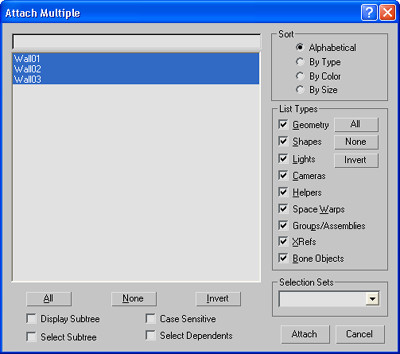 Attach Multiple
Wall01
Wall02
Wall03
All
None
Invert
Display Subtree
Case Sensitive
Select Subtree
Select Dependents
Sort
Alphabetical
By Type
By Color
By Size
List Types
Geometry
All
Shapes
None
Lights
Invert
Cameras
Helpers
Space Warps
Groups/Assemblies
XRefs
Bone Objects
Selection Sets
Attach
Cancel